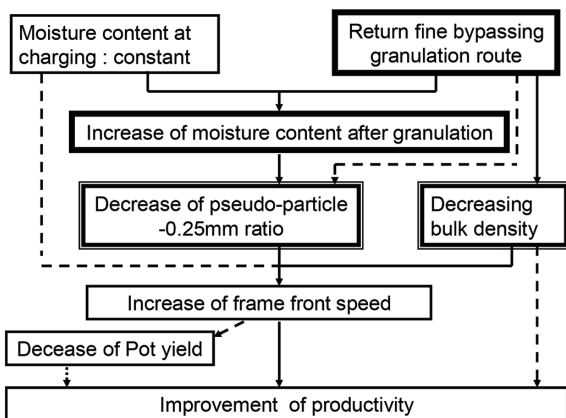 Moisture content at
charging : constant
Return fine bypassing
granulation route
Increase of moisture content after granulation
Decrease of pseudo-particle
-0.25mm ratio
Decreasing
bulk density
Increase of frame front speed
Decease of Pot yield
Improvement of productivity